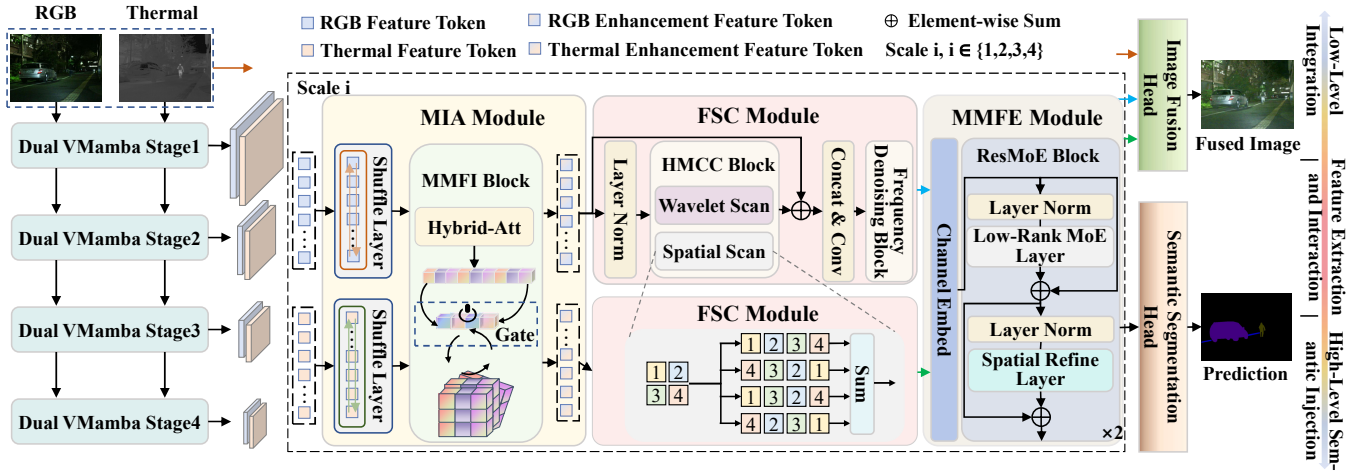 RGB
Thermal
RGB Feature Token
RGB Enhancement Feature Token
⊕ Element-wise Sum
Thermal Feature Token
Thermal Enhancement Feature Token
Scale i, i ∈ {1,2,3,4}
Dual VMamba Stage1
Dual VMamba Stage2
Dual VMamba Stage3
Dual VMamba Stage4
Scale i
MIA Module
Shuffle Layer
Shuffle Layer
MMFI Block
Hybrid-Att
Gate
FSC Module
Layer Norm
HMCC Block
Wavelet Scan
Spatial Scan
Concat & Conv
Frequency
Denoising Block
FSC Module
1 2
3 4
1 2 3 4
4 3 2 1
1 3 2 4
4 2 3 1
Sum
MMFE Module
Channel Embed
ResMoE Block
Layer Norm
Low-Rank MoE
Layer
Layer Norm
Spatial Refine
Layer
×2
Image Fusion
Head
Semantic Segmentation
Head
Fused Image
Prediction
Low-Level
Integration
| Feature Extraction |
and Interaction
High-Level Sem-
antic Injection